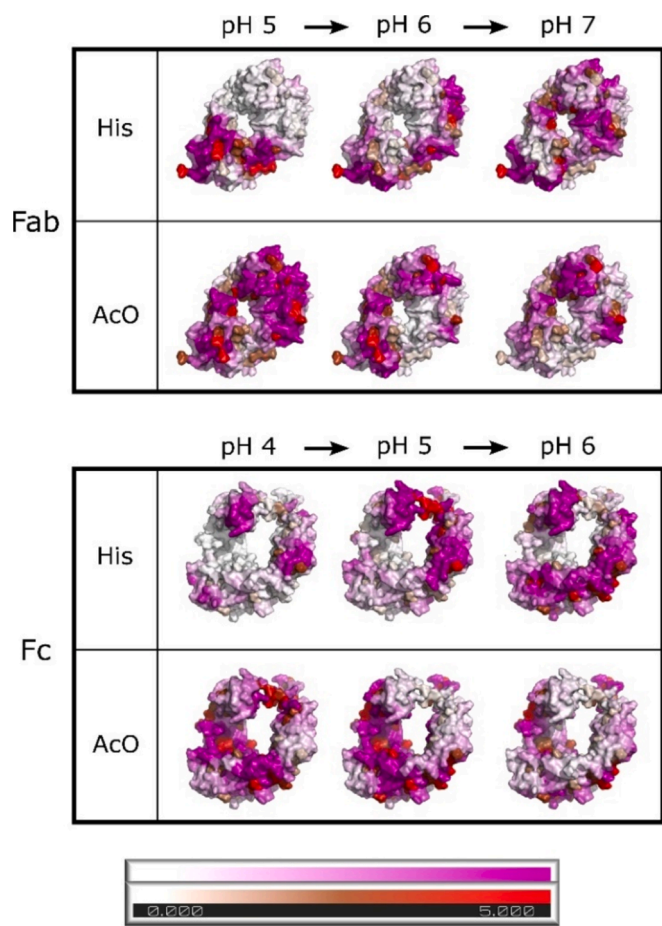 pH 5 → pH 6 → pH 7
His
Fab
AcO
pH 4 → pH 5 → pH 6
His
Fc
AcO
0.000 5.000